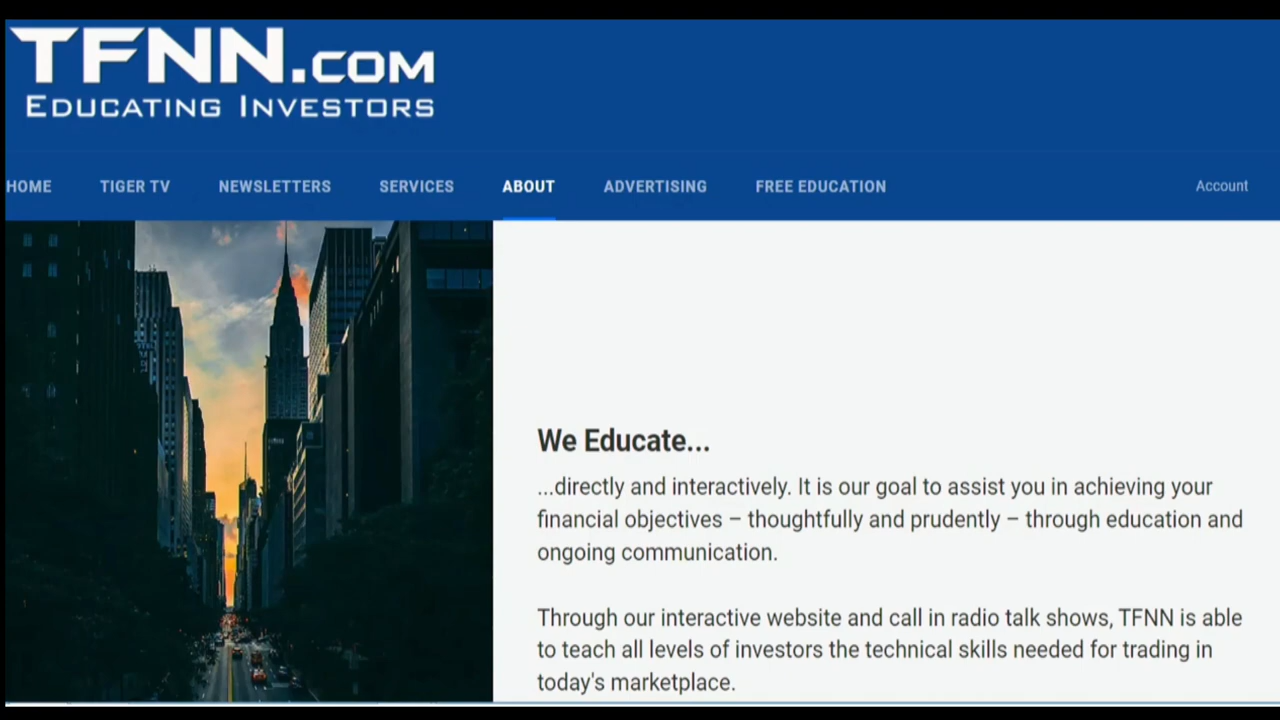 TFNN.COM
EDUCATING INVESTORS
HOME TIGER TV NEWSLETTERS SERVICES ABOUT ADVERTISING FREE EDUCATION Account
We Educate...
...directly and interactively. It is our goal to assist you in achieving your
financial objectives – thoughtfully and prudently – through education and
ongoing communication.
Through our interactive website and call in radio talk shows, TFNN is able
to teach all levels of investors the technical skills needed for trading in
today's marketplace.